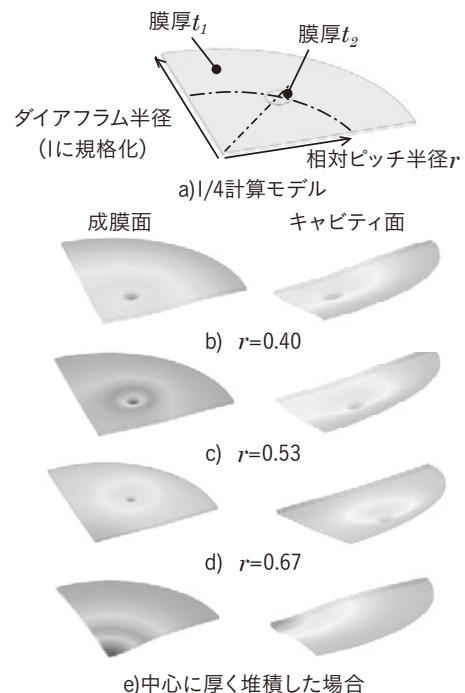 膜厚t1
膜厚t2
ダイアフラム半径
(1に規格化)
相対ピッチ半径r
a)1/4計算モデル
成膜面 キャビティ面
b) r=0.40
c) r=0.53
d) r=0.67
e)中心に厚く堆積した場合